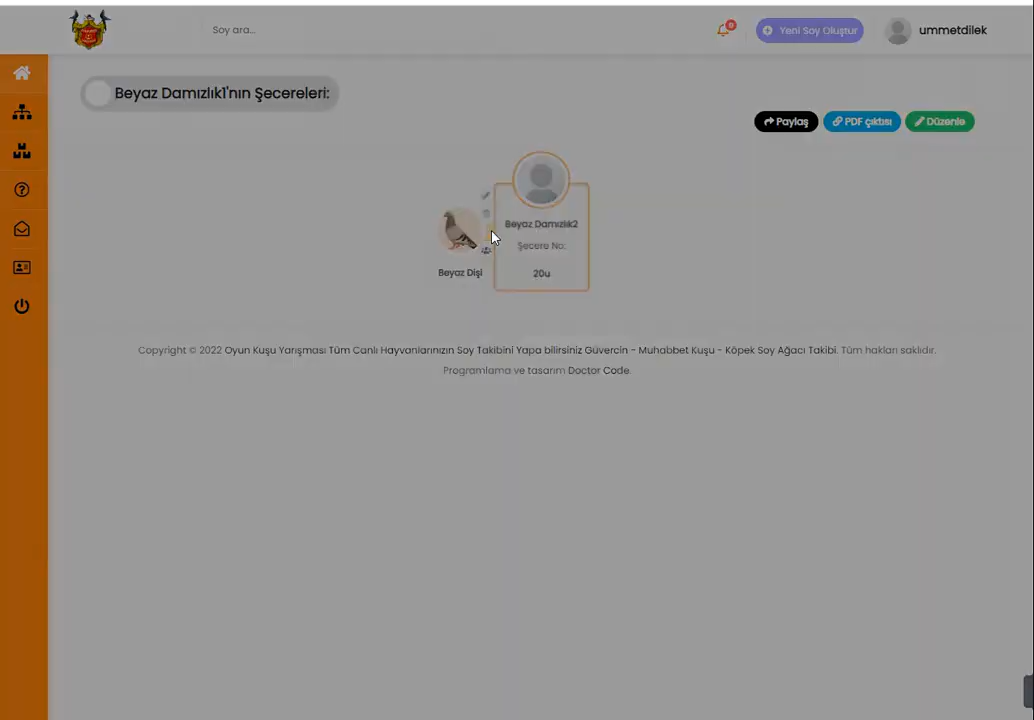 Soy ara...
0
Yeni Soy Oluştur
ummetdilek
Beyaz Damızlık1'nın Şecereleri:
Paylaş
PDF çıktısı
Düzenle
Beyaz Damızlık2
Şecere No:
20u
Beyaz Dişi
Copyright © 2022 Oyun Kuşu Yarışması Tüm Canlı Hayvanlarınızın Soy Takibini Yapa bilirsiniz Güvercin - Muhabbet Kuşu - Köpek Soy Ağacı Takibi. Tüm hakları saklıdır.
Programlama ve tasarım Doctor Code.